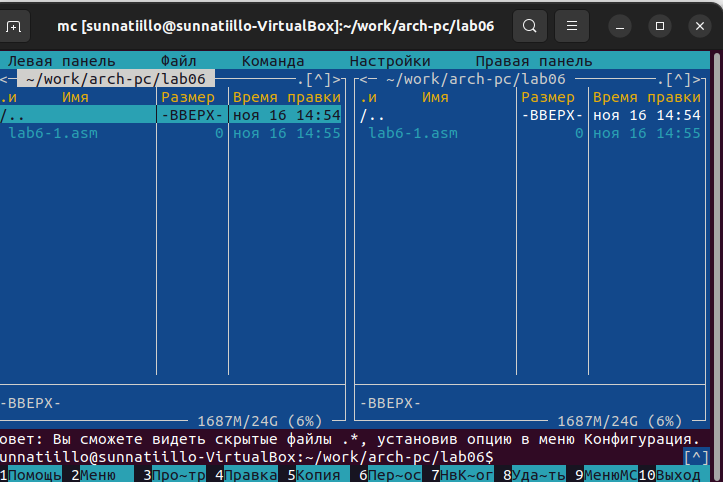 mc [sunnatiillo@sunnatiillo-VirtualBox]:~/work/arch-pc/lab06
Левая панель Файл Команда Настройки Правая панель
<─ ~/work/arch-pc/lab06 ─.[^]> <─ ~/work/arch-pc/lab06 ─.[^]>
.и Имя Размер Время правки .и Имя Размер Время правки
/.. -ВВЕРХ- ноя 16 14:54 /.. -ВВЕРХ- ноя 16 14:54
lab6-1.asm 0 ноя 16 14:55 lab6-1.asm 0 ноя 16 14:55
-ВВЕРХ- -ВВЕРХ-
1687M/24G (6%) 1687M/24G (6%)
овет: Вы сможете видеть скрытые файлы .*, установив опцию в меню Конфигурация.
unnatiillo@sunnatiillo-VirtualBox:~/work/arch-pc/lab06$ [^]
1Помощь 2Меню 3Про~тр 4Правка 5Копия 6Пер~ос 7НвК~ог 8Уда~ть 9МенюMC 10Выход